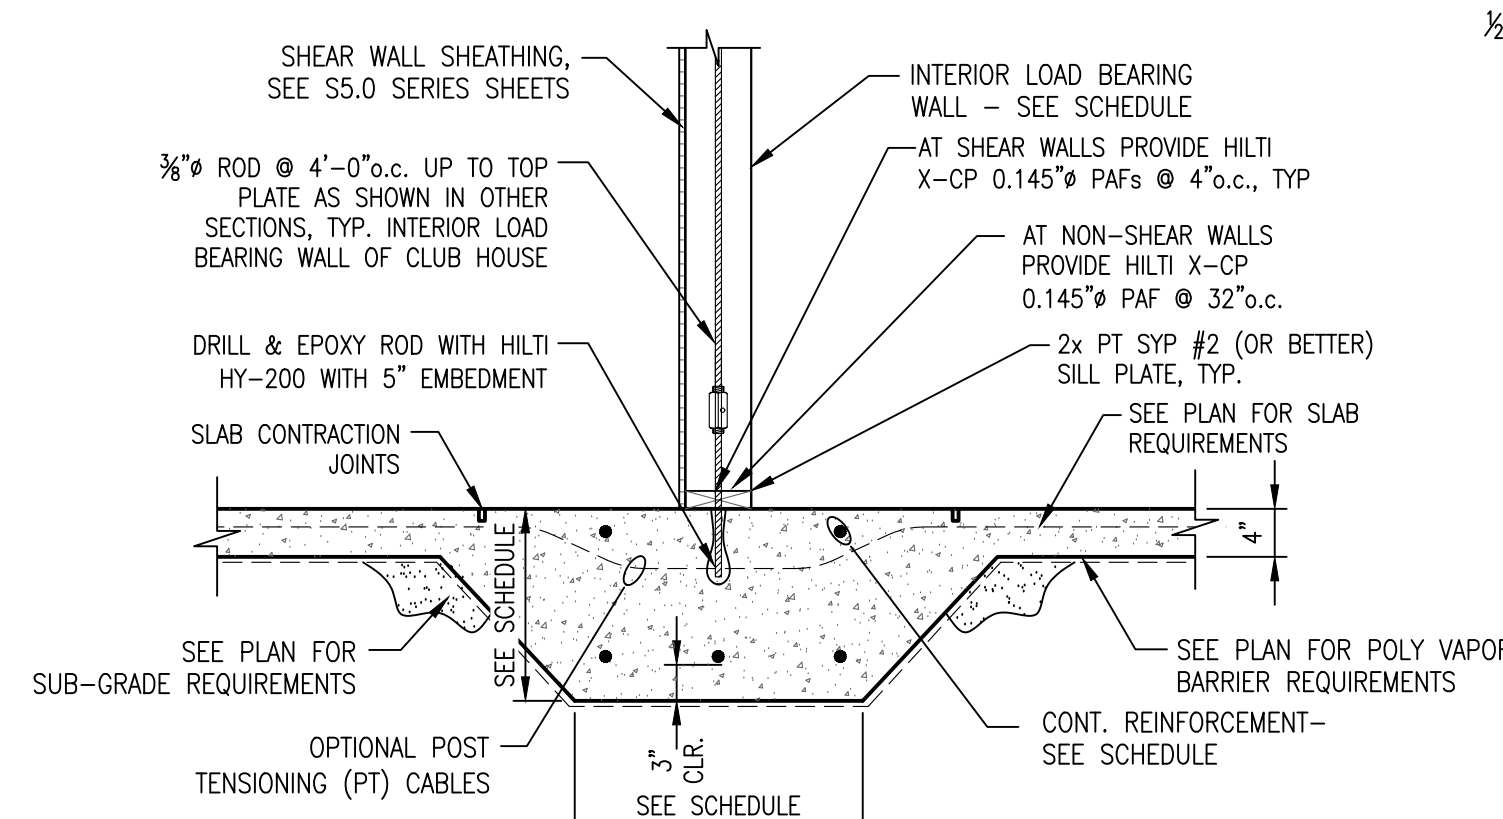 ½
SHEAR WALL SHEATHING,
SEE S5.0 SERIES SHEETS
⅜"ø ROD @ 4'-0"o.c. UP TO TOP
PLATE AS SHOWN IN OTHER
SECTIONS, TYP. INTERIOR LOAD
BEARING WALL OF CLUB HOUSE
DRILL & EPOXY ROD WITH HILTI
HY-200 WITH 5" EMBEDMENT
SLAB CONTRACTION
JOINTS
INTERIOR LOAD BEARING
WALL - SEE SCHEDULE
AT SHEAR WALLS PROVIDE HILTI
X-CP 0.145"ø PAFs @ 4"o.c., TYP
AT NON-SHEAR WALLS
PROVIDE HILTI X-CP
0.145"ø PAF @ 32"o.c.
2x PT SYP #2 (OR BETTER)
SILL PLATE, TYP.
SEE PLAN FOR SLAB
REQUIREMENTS
4"
SEE SCHEDULE
SEE PLAN FOR
SUB-GRADE REQUIREMENTS
OPTIONAL POST
TENSIONING (PT) CABLES
3"
CLR.
SEE SCHEDULE
SEE PLAN FOR POLY VAPOR
BARRIER REQUIREMENTS
CONT. REINFORCEMENT-
SEE SCHEDULE